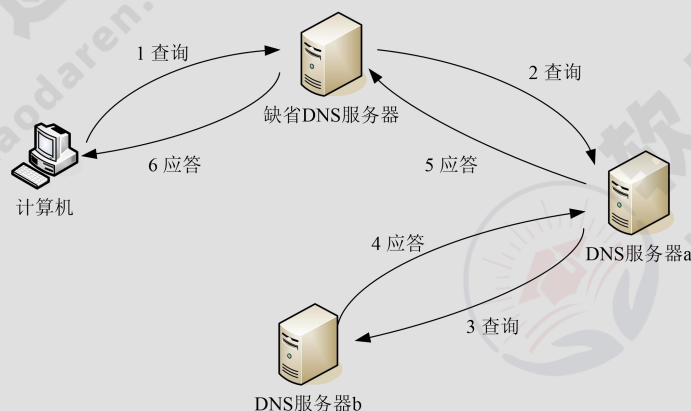 1 查询
缺省DNS服务器
2 查询
6 应答
5 应答
计算机
4 应答
DNS服务器a
3 查询
DNS服务器b